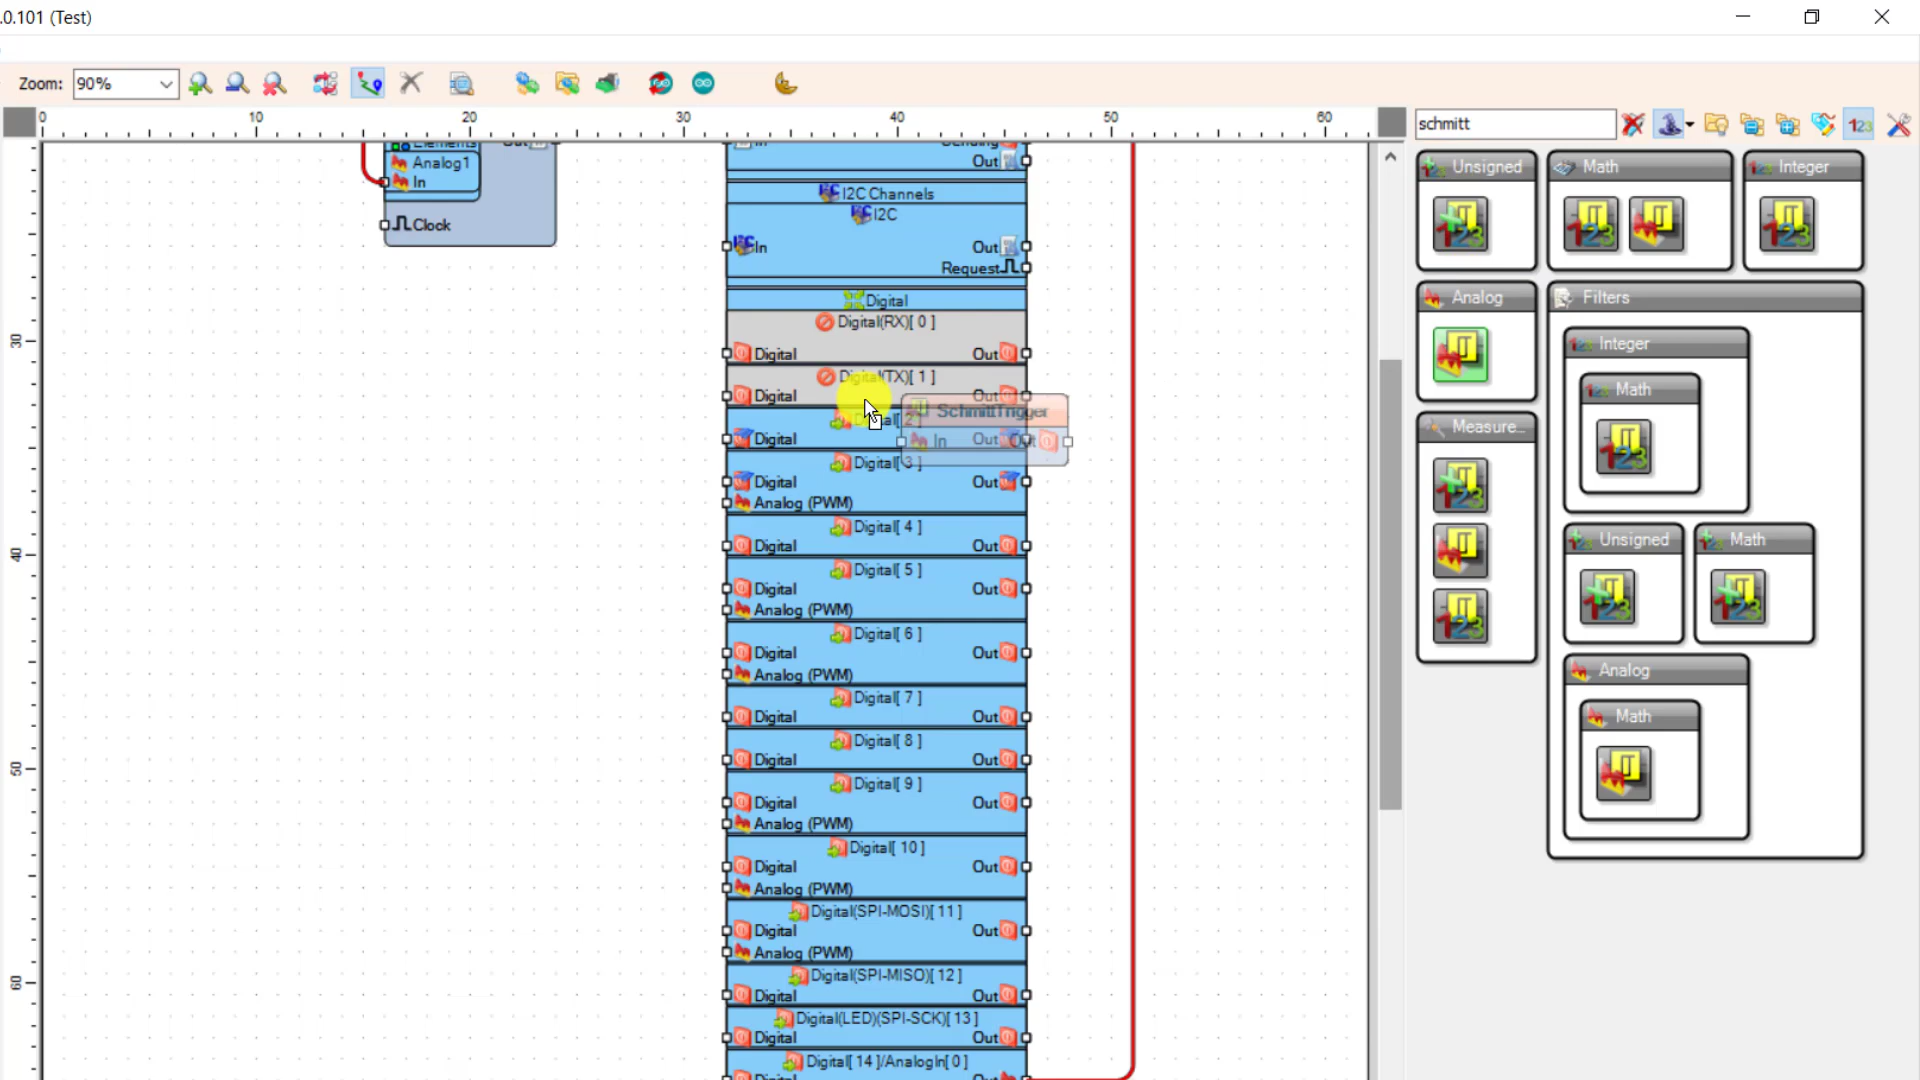 .0.101 (Test)
Zoom: 90%
0 10 20 30 40 50 60
schmitt
Elements
Analog1
In
Clock
Out
I2C Channels
I2C
In Out
Request
Digital
Digital(RX)[ 0 ]
Digital Out
Digital(TX)[ 1 ]
Digital Out
SchmittTrigger
In Out
Digital Out
Digital[ 3 ]
Digital Out
Analog (PWM)
Digital[ 4 ]
Digital Out
Digital[ 5 ]
Digital Out
Analog (PWM)
Digital[ 6 ]
Digital Out
Analog (PWM)
Digital[ 7 ]
Digital Out
Digital[ 8 ]
Digital Out
Digital[ 9 ]
Digital Out
Analog (PWM)
Digital[ 10 ]
Digital Out
Analog (PWM)
Digital(SPI-MOSI)[ 11 ]
Digital Out
Analog (PWM)
Digital(SPI-MISO)[ 12 ]
Digital Out
Digital(LED)(SPI-SCK)[ 13 ]
Digital Out
Digital[ 14 ]/AnalogIn[ 0 ]
30
40
50
60
Unsigned
Math
Integer
Analog
Filters
Integer
Math
Measure...
Unsigned
Math
Analog
Math